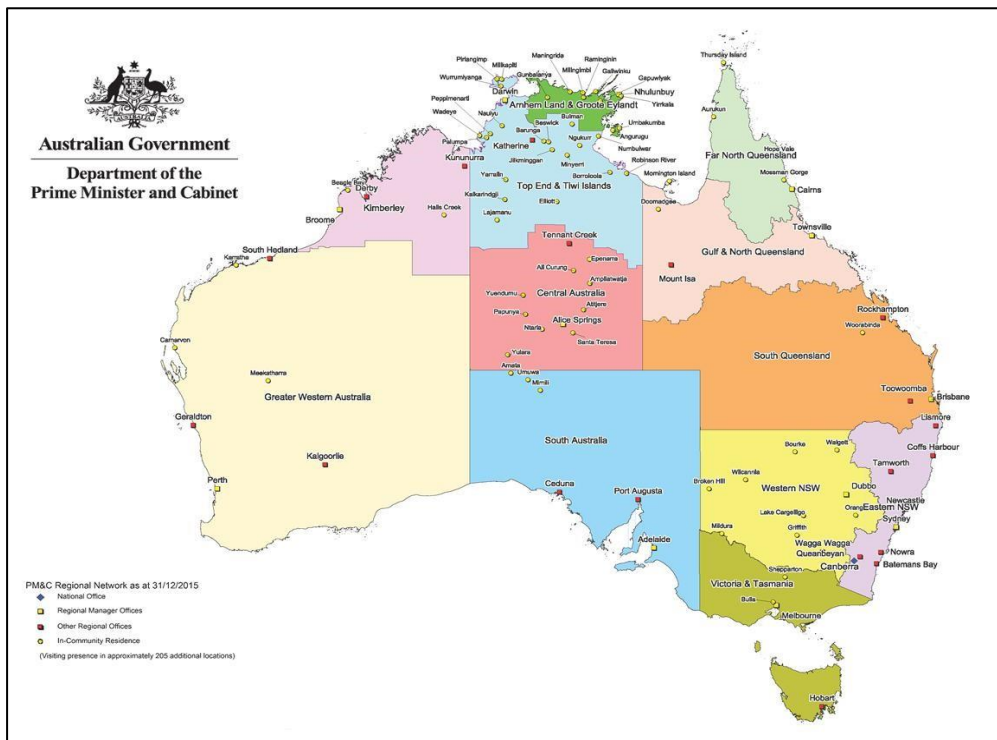 Australian Government
Department of the
Prime Minister and Cabinet
Thursday Island
Pirlangimp
Milikapiti
Wurrumiyanga
Gunbalanya
Maningrida
Milingimbi
Raminginin
Galiwinku
Gapuwiyak
Nhulunbuy
Yirrkala
Darwin
Arnhem Land & Groote Eylandt
Peppimenarti
Wadeye
Nauiyu
Palumpa
Beswick
Barunga
Bulman
Umbakumba
Angurugu
Numbulwar
Ngukurr
Katherine
Jilkminggan
Minyerri
Robinson River
Borroloola
Mornington Island
Aurukun
Hope Vale
Far North Queensland
Mossman Gorge
Cairns
Kununurra
Yarralin
Top End & Tiwi Islands
Kalkarindgji
Elliott
Lajamanu
Doomadgee
Beagle Bay
Derby
Kimberley
Broome
Halls Creek
Townsville
Gulf & North Queensland
Mount Isa
Tennant Creek
Epenarra
Ali Curung
Ampilatwatja
South Hedland
Karratha
Yuendumu
Central Australia
Papunya
Atitjere
Alice Springs
Ntaria
Santa Teresa
Yulara
Amata
Umuwa
Mimili
Rockhampton
Woorabinda
South Queensland
Toowoomba
Brisbane
Lismore
Carnarvon
Meekatharra
Greater Western Australia
Geraldton
Kalgoorlie
Perth
South Australia
Ceduna
Port Augusta
Adelaide
Bourke
Walgett
Coffs Harbour
Tamworth
Wilcannia
Broken Hill
Western NSW
Dubbo
Newcastle
Eastern NSW
Lake Cargelligo
Sydney
Mildura
Griffith
Wagga Wagga
Queanbeyan
Nowra
Canberra
Batemans Bay
Shepparton
Victoria & Tasmania
Bulla
Melbourne
Hobart
PM&C Regional Network as at 31/12/2015
National Office
Regional Manager Offices
Other Regional Offices
In-Community Residence
(Visiting presence in approximately 205 additional locations)